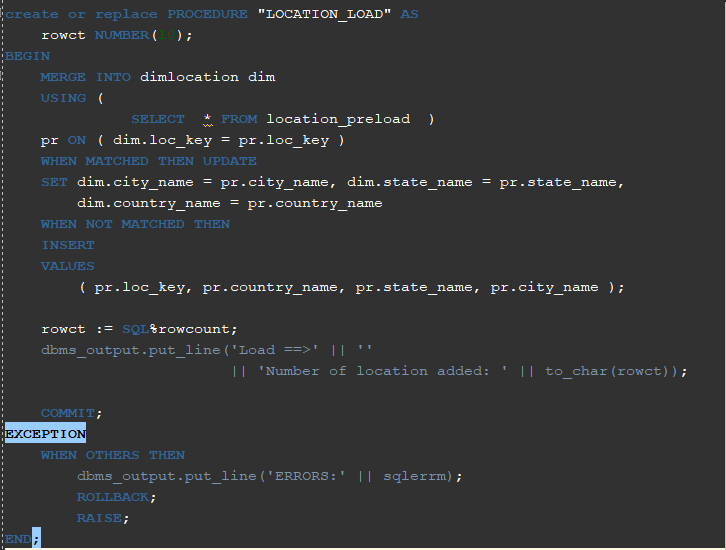 create or replace PROCEDURE "LOCATION_LOAD" AS
rowct NUMBER(10);
BEGIN
MERGE INTO dimlocation dim
USING (
SELECT * FROM location_preload )
pr ON ( dim.loc_key = pr.loc_key )
WHEN MATCHED THEN UPDATE
SET dim.city_name = pr.city_name, dim.state_name = pr.state_name,
dim.country_name = pr.country_name
WHEN NOT MATCHED THEN
INSERT
VALUES
( pr.loc_key, pr.country_name, pr.state_name, pr.city_name );
rowct := SQL%rowcount;
dbms_output.put_line('Load ==>' || ''
|| 'Number of location added: ' || to_char(rowct));
COMMIT;
EXCEPTION
WHEN OTHERS THEN
dbms_output.put_line('ERRORS:' || sqlerrm);
ROLLBACK;
RAISE;
END;